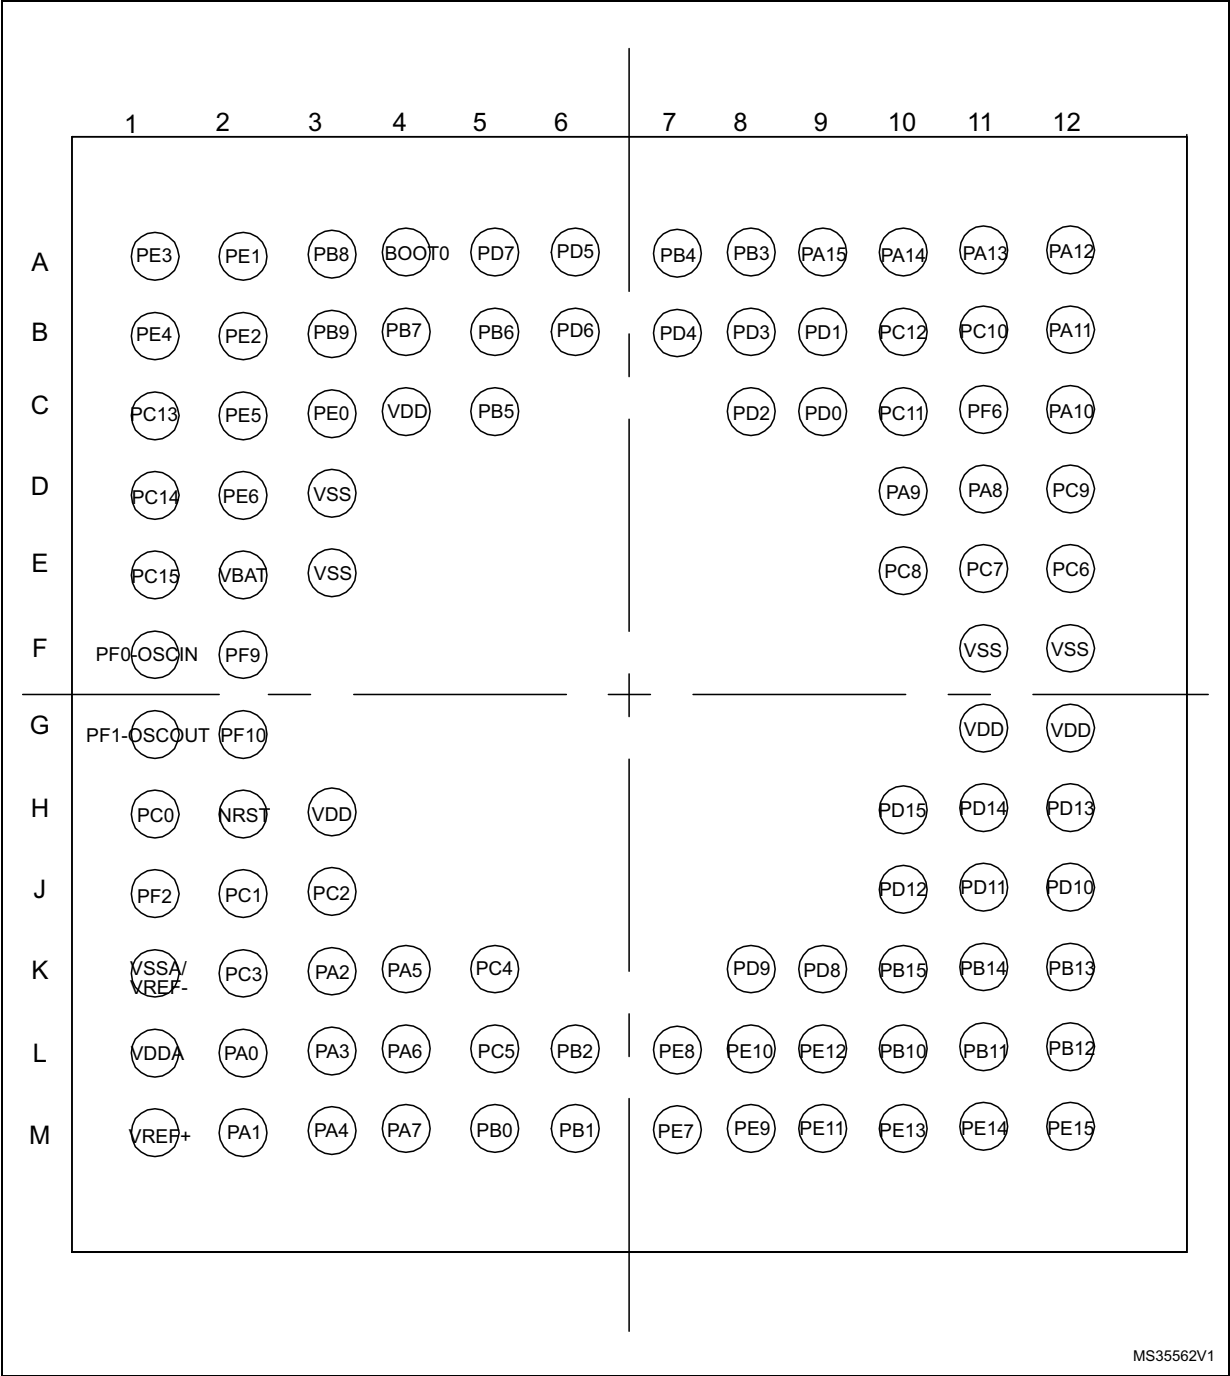 1 2 3 4 5 6 7 8 9 10 11 12
A PE3 PE1 PB8 BOOT0 PD7 PD5 PB4 PB3 PA15 PA14 PA13 PA12
B PE4 PE2 PB9 PB7 PB6 PD6 PD4 PD3 PD1 PC12 PC10 PA11
C PC13 PE5 PE0 VDD PB5 PD2 PD0 PC11 PF6 PA10
D PC14 PE6 VSS PA9 PA8 PC9
E PC15 VBAT VSS PC8 PC7 PC6
F PF0-OSCIN PF9 VSS VSS
G PF1-OSCOUT PF10 VDD VDD
H PC0 NRST VDD PD15 PD14 PD13
J PF2 PC1 PC2 PD12 PD11 PD10
K VSSA/ VREF- PC3 PA2 PA5 PC4 PD9 PD8 PB15 PB14 PB13
L VDDA PA0 PA3 PA6 PC5 PB2 PE8 PE10 PE12 PB10 PB11 PB12
M VREF+ PA1 PA4 PA7 PB0 PB1 PE7 PE9 PE11 PE13 PE14 PE15
MS35562V1